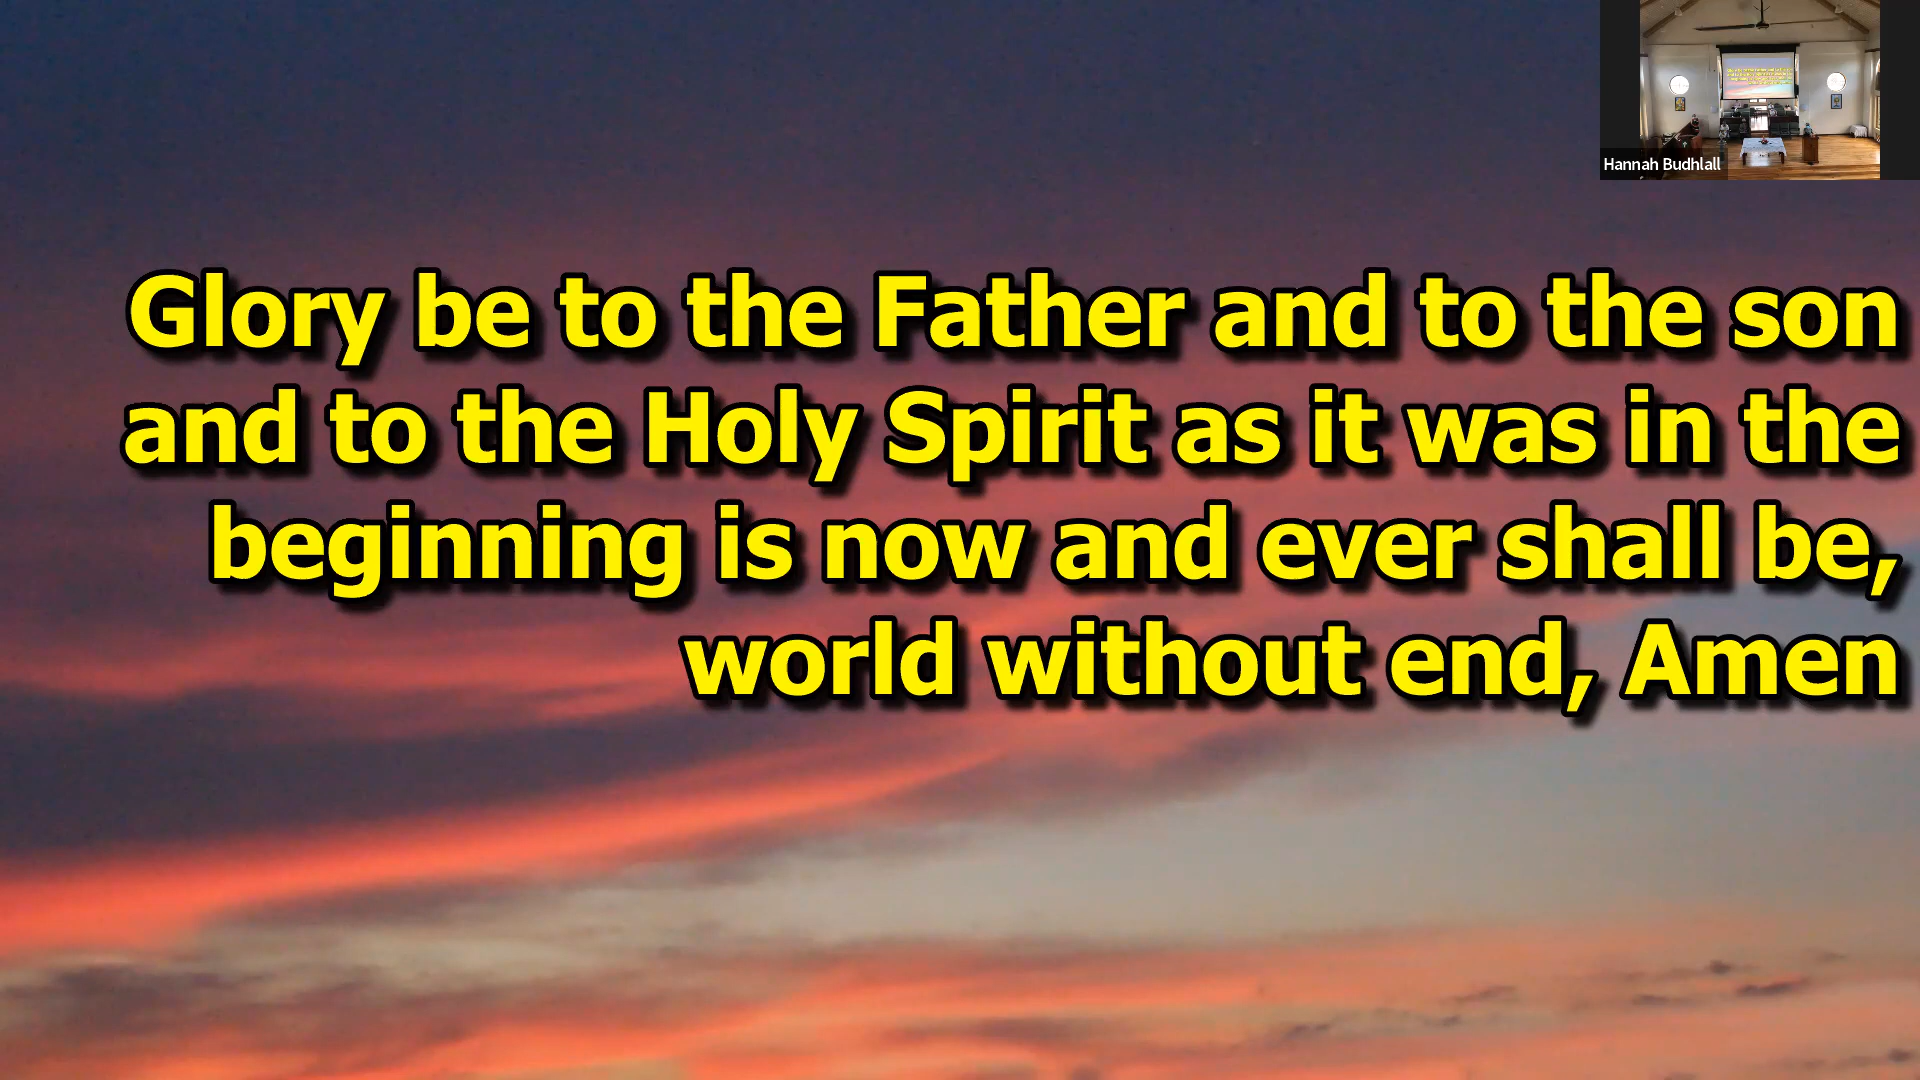 Hannah Budhlall
Glory be to the Father and to the son
and to the Holy Spirit as it was in the
beginning is now and ever shall be,
world without end, Amen